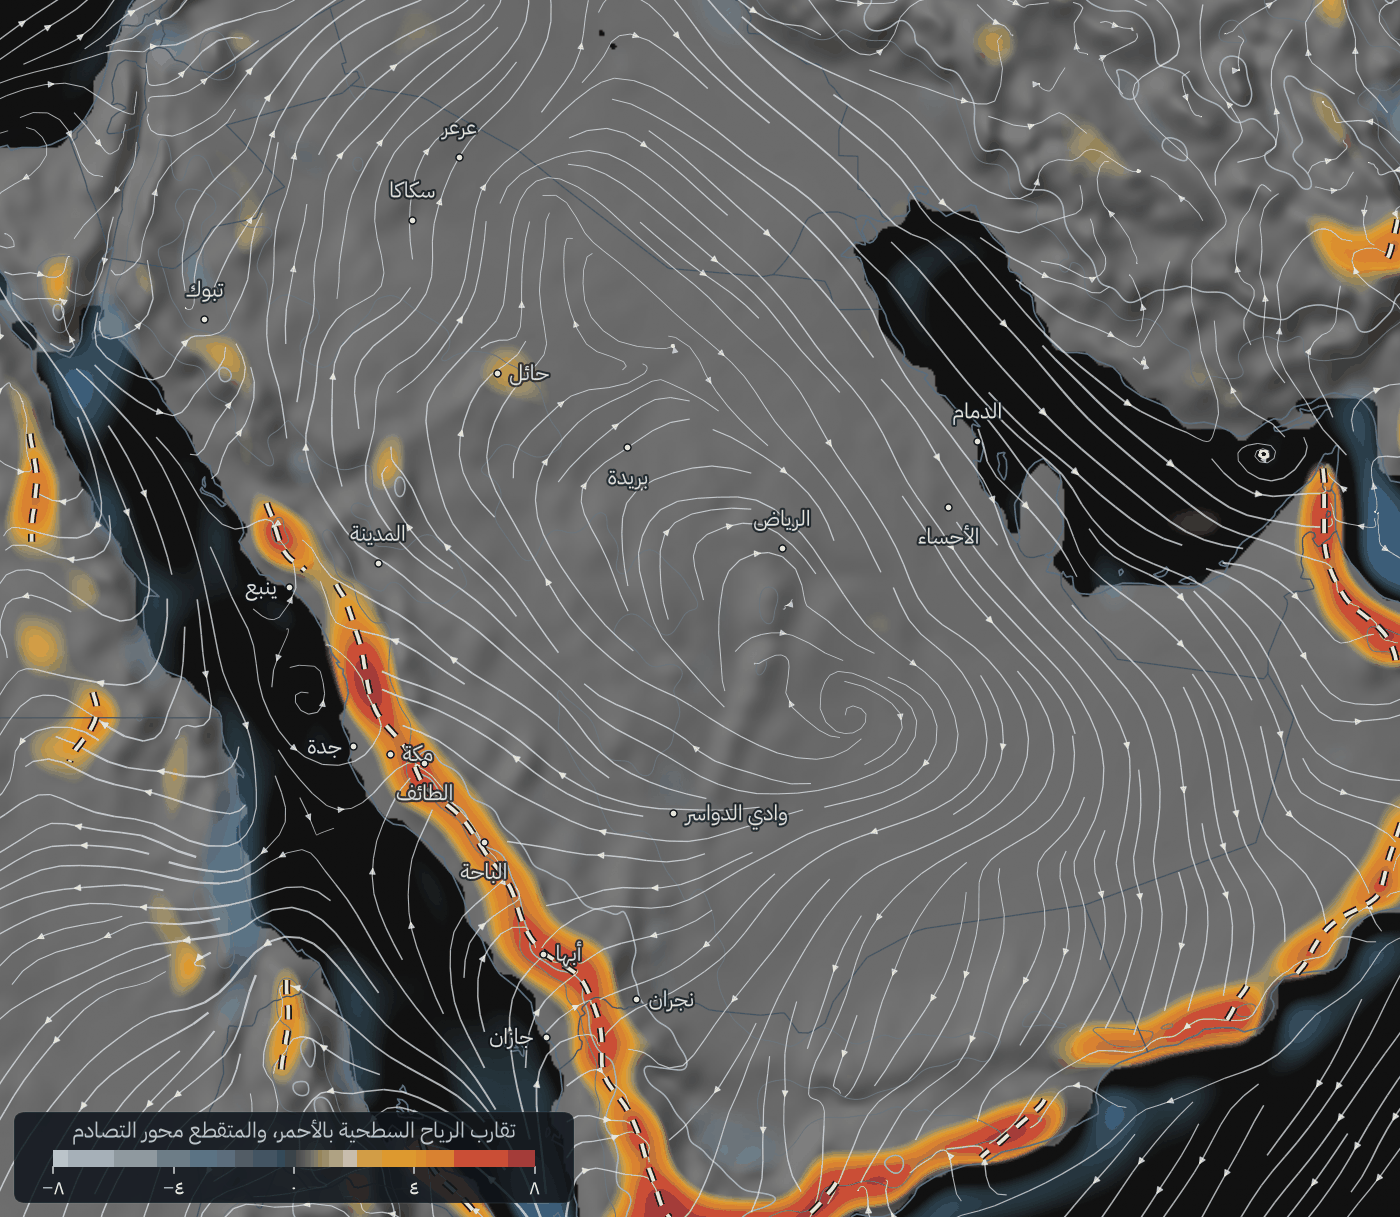 عرعر
سكاكا
تبوك
حائل
الدمام
بريدة
الرياض
الأحساء
المدينة
ينبع
جدة
مكة
الطائف
وادي الدواسر
الباحة
أبها
نجران
جازان
تقارب الرياح السطحية بالأحمر، والمتقطع محور التصادم
−٨ −٤ ٠ ٤ ٨